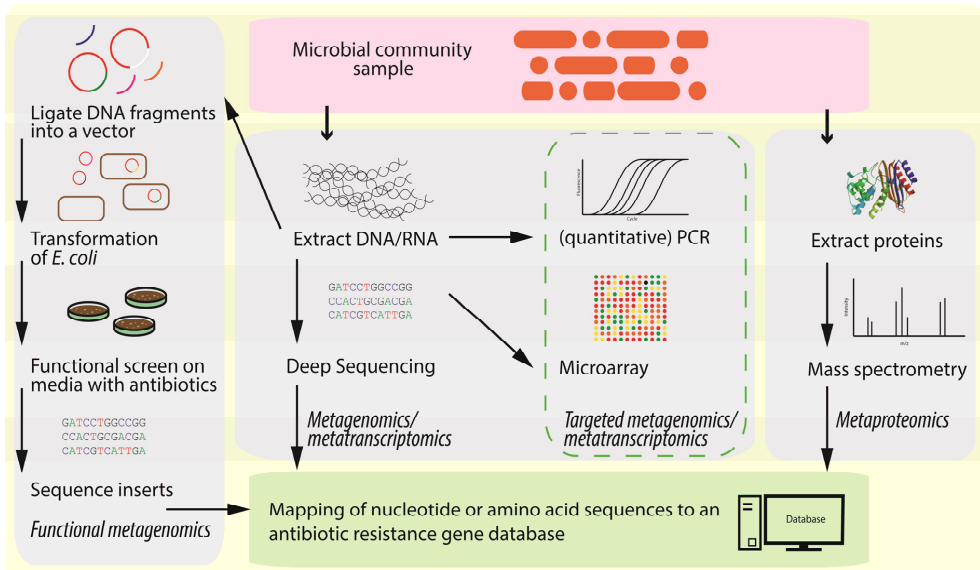 Microbial community
sample
Ligate DNA fragments
into a vector
Transformation
of E. coli
Functional screen on
media with antibiotics
GATCCTGGCCGG
CCACTGCGACGA
CATCGTCATTGA
Sequence inserts
Functional metagenomics
Extract DNA/RNA
GATCCTGGCCGG
CCACTGCGACGA
CATCGTCATTGA
Deep Sequencing
Metagenomics/
metatranscriptomics
Fluorescence
Cycle
(quantitative) PCR
Microarray
Targeted metagenomics/
metatranscriptomics
Extract proteins
Intensity
m/z
Mass spectrometry
Metaproteomics
Mapping of nucleotide or amino acid sequences to an
antibiotic resistance gene database
Database